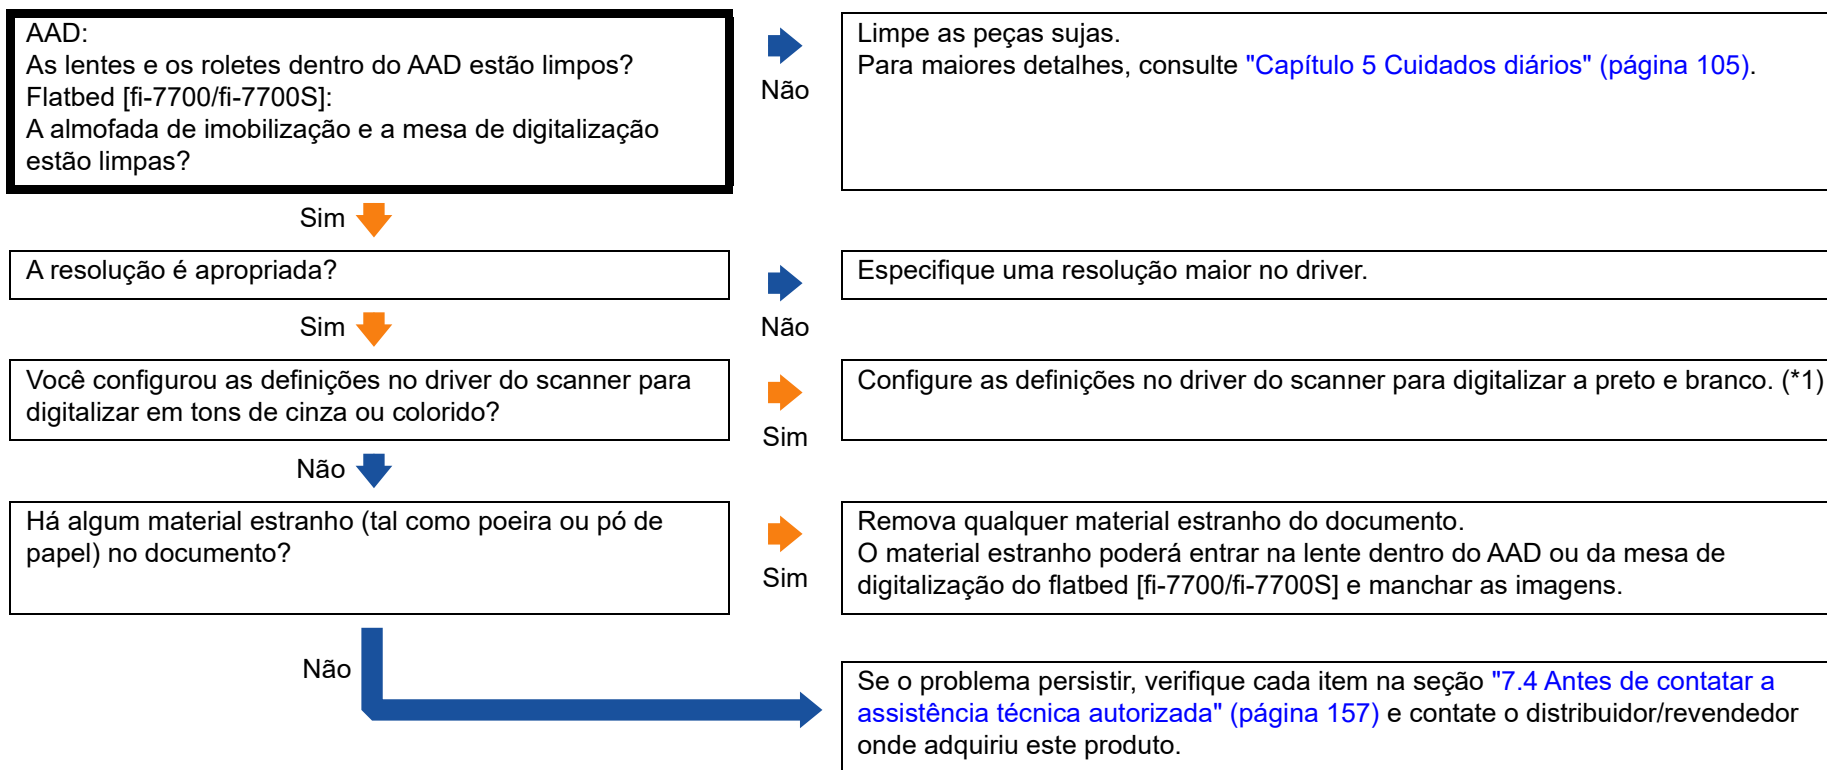 AAD:
As lentes e os roletes dentro do AAD estão limpos?
Flatbed [fi-7700/fi-7700S]:
A almofada de imobilização e a mesa de digitalização
estão limpas?
Não
Limpe as peças sujas.
Para maiores detalhes, consulte "Capítulo 5 Cuidados diários" (página 105).
Sim
A resolução é apropriada?
Não
Especifique uma resolução maior no driver.
Sim
Você configurou as definições no driver do scanner para
digitalizar em tons de cinza ou colorido?
Sim
Configure as definições no driver do scanner para digitalizar a preto e branco. (*1)
Não
Há algum material estranho (tal como poeira ou pó de
papel) no documento?
Sim
Remova qualquer material estranho do documento.
O material estranho poderá entrar na lente dentro do AAD ou da mesa de
digitalização do flatbed [fi-7700/fi-7700S] e manchar as imagens.
Não
Se o problema persistir, verifique cada item na seção "7.4 Antes de contatar a
assistência técnica autorizada" (página 157) e contate o distribuidor/revendedor
onde adquiriu este produto.